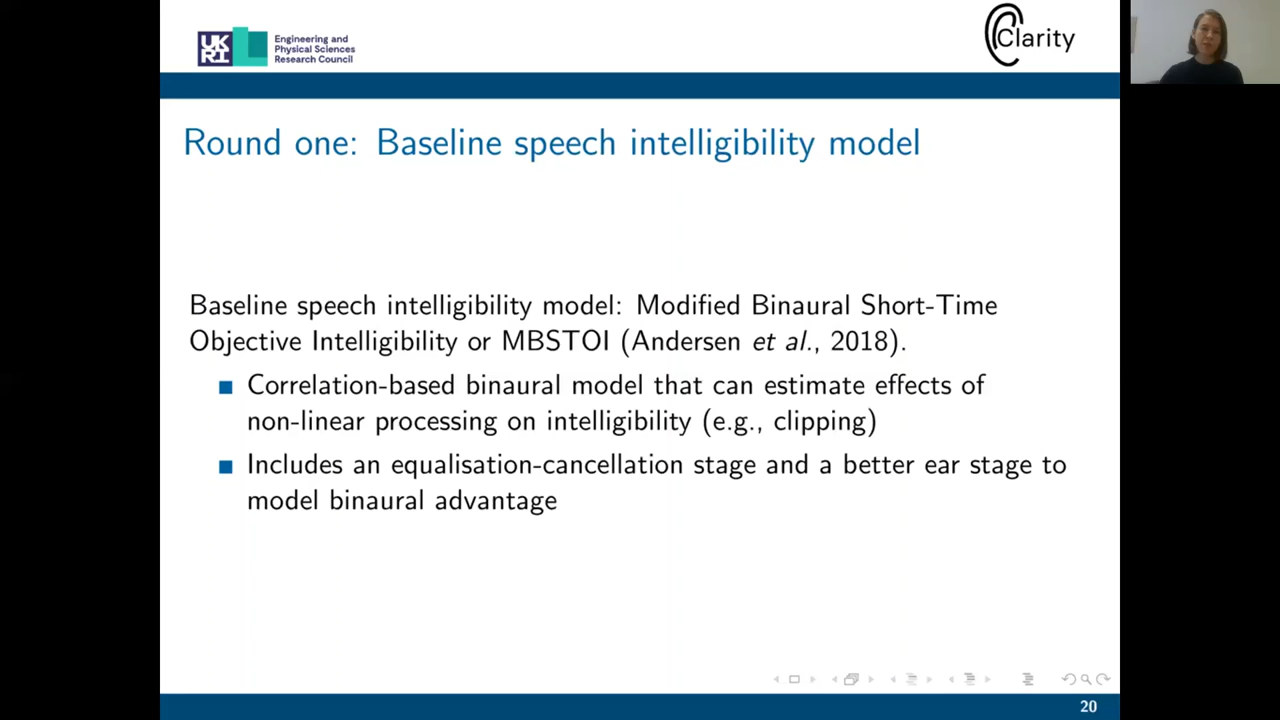 UK
RI
Engineering and
Physical Sciences
Research Council
Clarity
Round one: Baseline speech intelligibility model
Baseline speech intelligibility model: Modified Binaural Short-Time
Objective Intelligibility or MBSTOI (Andersen et al., 2018).
Correlation-based binaural model that can estimate effects of
non-linear processing on intelligibility (e.g., clipping)
Includes an equalisation-cancellation stage and a better ear stage to
model binaural advantage
20